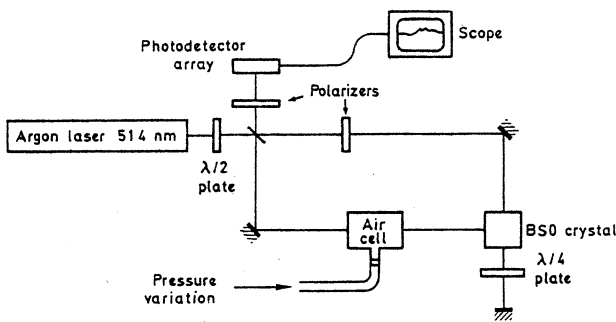 Photodetector
array
Scope
Polarizers
Argon laser 514 nm
λ/2
plate
Air
cell
BSO crystal
λ/4
plate
Pressure
variation